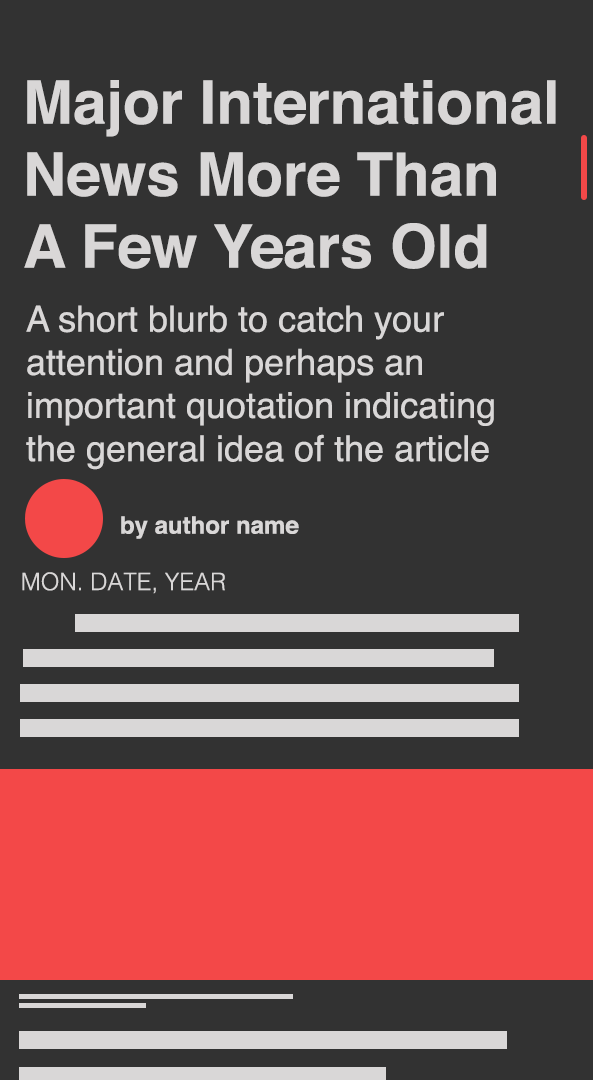 Major International
News More Than
A Few Years Old
A short blurb to catch your
attention and perhaps an
important quotation indicating
the general idea of the article
by author name
MON. DATE, YEAR